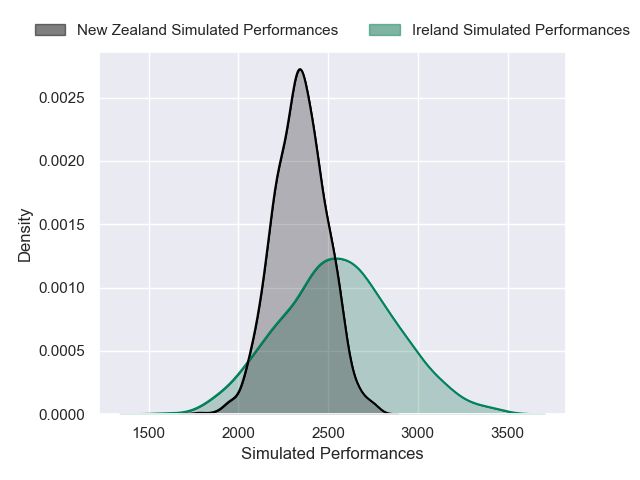 New Zealand Simulated Performances Ireland Simulated Performances
0.0025
0.0020
0.0015
0.0010
0.0005
0.0000
Density
1500 2000 2500 3000 3500
Simulated Performances